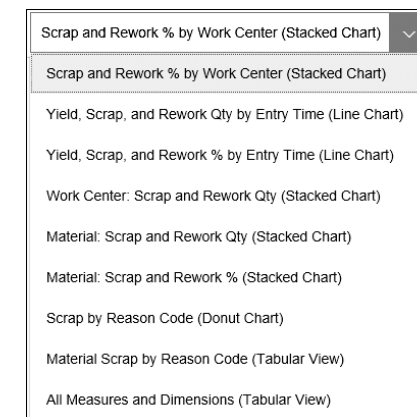 Scrap and Rework % by Work Center (Stacked Chart)
Scrap and Rework % by Work Center (Stacked Chart)
Yield, Scrap, and Rework Qty by Entry Time (Line Chart)
Yield, Scrap, and Rework % by Entry Time (Line Chart)
Work Center: Scrap and Rework Qty (Stacked Chart)
Material: Scrap and Rework Qty (Stacked Chart)
Material: Scrap and Rework % (Stacked Chart)
Scrap by Reason Code (Donut Chart)
Material Scrap by Reason Code (Tabular View)
All Measures and Dimensions (Tabular View)